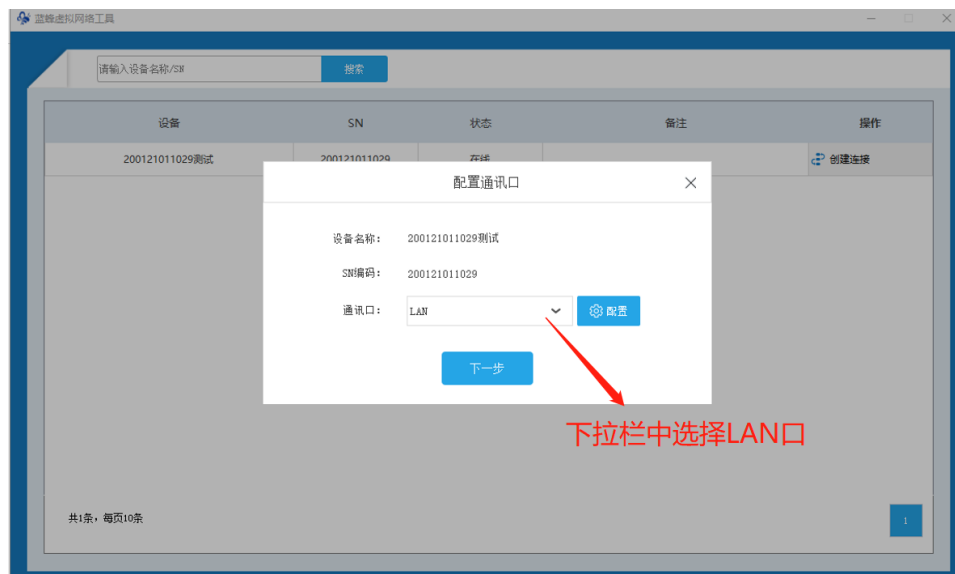 蓝蜂虚拟网络工具
请输入设备名称/SN 搜索
设备 SN 状态 备注 操作
200121011029测试 200121011029 在线 创建连接
配置通讯口
设备名称: 200121011029测试
SN编码: 200121011029
通讯口: LAN 配置
下一步
下拉栏中选择LAN口
共1条，每页10条 1